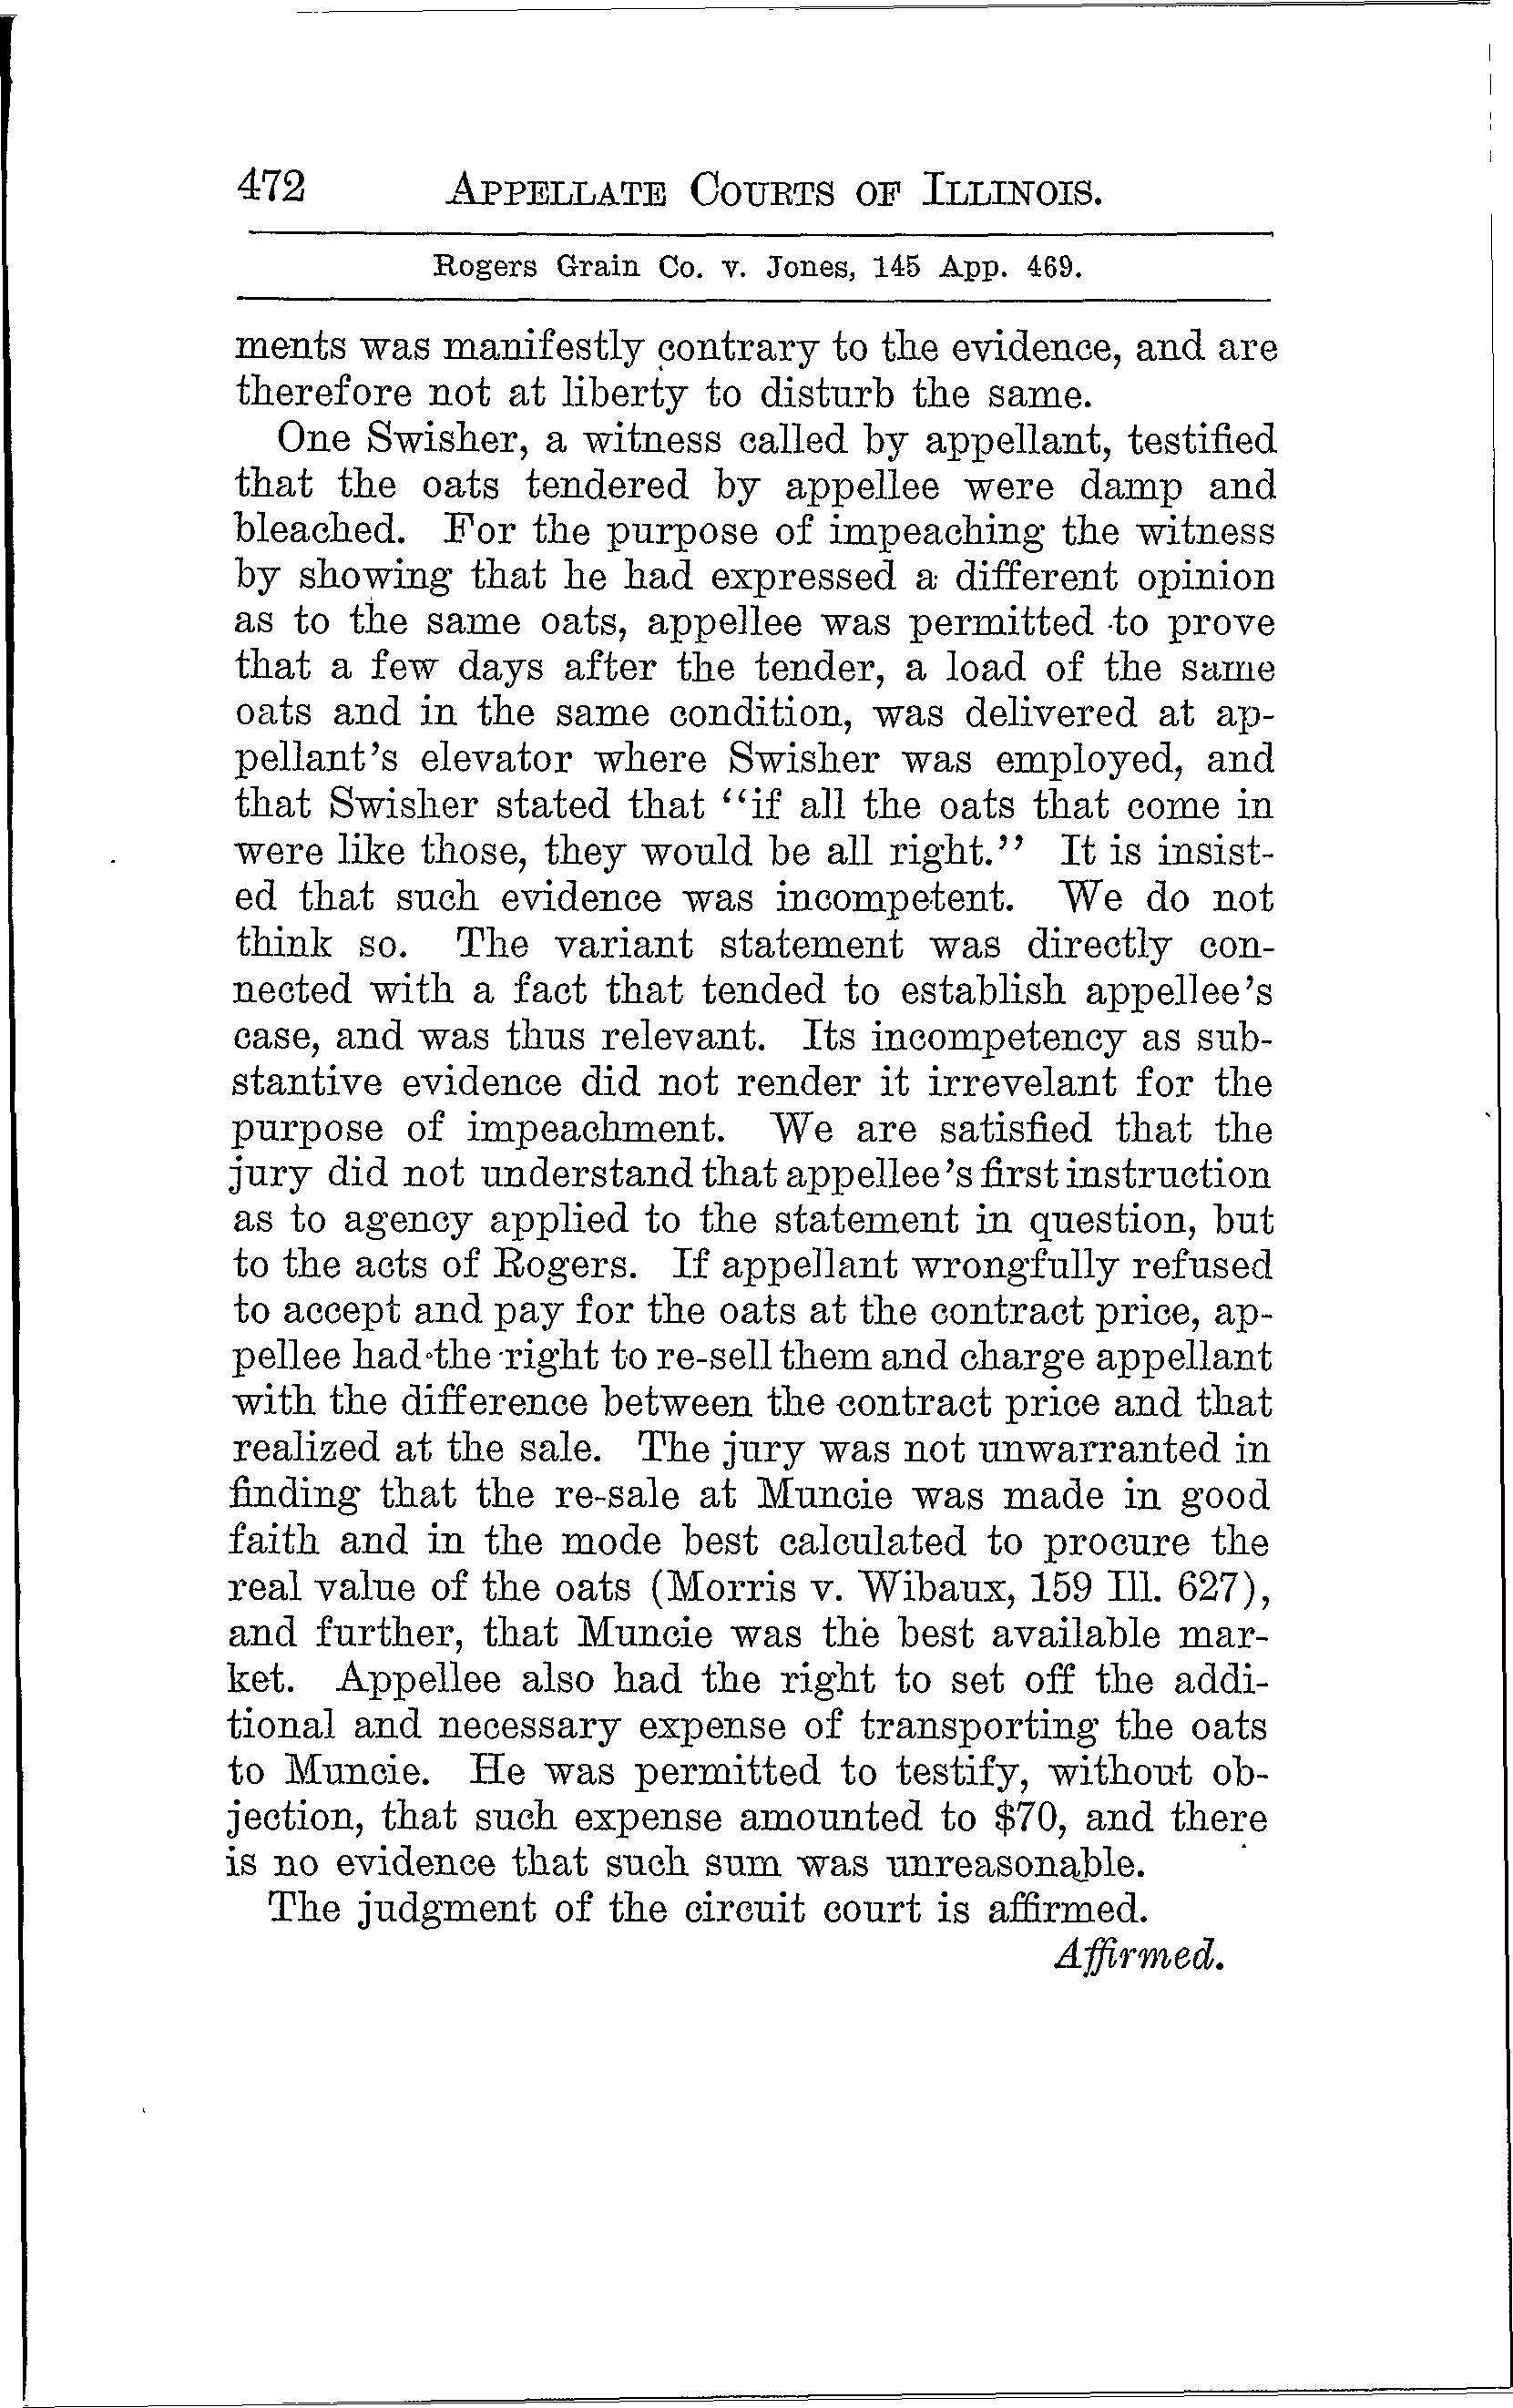 472 APPELLATE COURTS OF ILLINOIS.
Rogers Grain Co. v. Jones, 145 App. 469.
ments was manifestly contrary to the evidence, and are
therefore not at liberty to disturb the same.
One Swisher, a witness called by appellant, testified
that the oats tendered by appellee were damp and
bleached. For the purpose of impeaching the witness
by showing that he had expressed a different opinion
as to the same oats, appellee was permitted to prove
that a few days after the tender, a load of the same
oats and in the same condition, was delivered at ap-
pellant's elevator where Swisher was employed, and
that Swisher stated that "if all the oats that come in
were like those, they would be all right." It is insist-
ed that such evidence was incompetent. We do not
think so. The variant statement was directly con-
nected with a fact that tended to establish appellee's
case, and was thus relevant. Its incompetency as sub-
stantive evidence did not render it irrevelant for the
purpose of impeachment. We are satisfied that the
jury did not understand that appellee's first instruction
as to agency applied to the statement in question, but
to the acts of Rogers. If appellant wrongfully refused
to accept and pay for the oats at the contract price, ap-
pellee had the right to re-sell them and charge appellant
with the difference between the contract price and that
realized at the sale. The jury was not unwarranted in
finding that the re-sale at Muncie was made in good
faith and in the mode best calculated to procure the
real value of the oats (Morris v. Wibaux, 159 Ill. 627),
and further, that Muncie was the best available mar-
ket. Appellee also had the right to set off the addi-
tional and necessary expense of transporting the oats
to Muncie. He was permitted to testify, without ob-
jection, that such expense amounted to $70, and there
is no evidence that such sum was unreasonable.
The judgment of the circuit court is affirmed.
Affirmed.